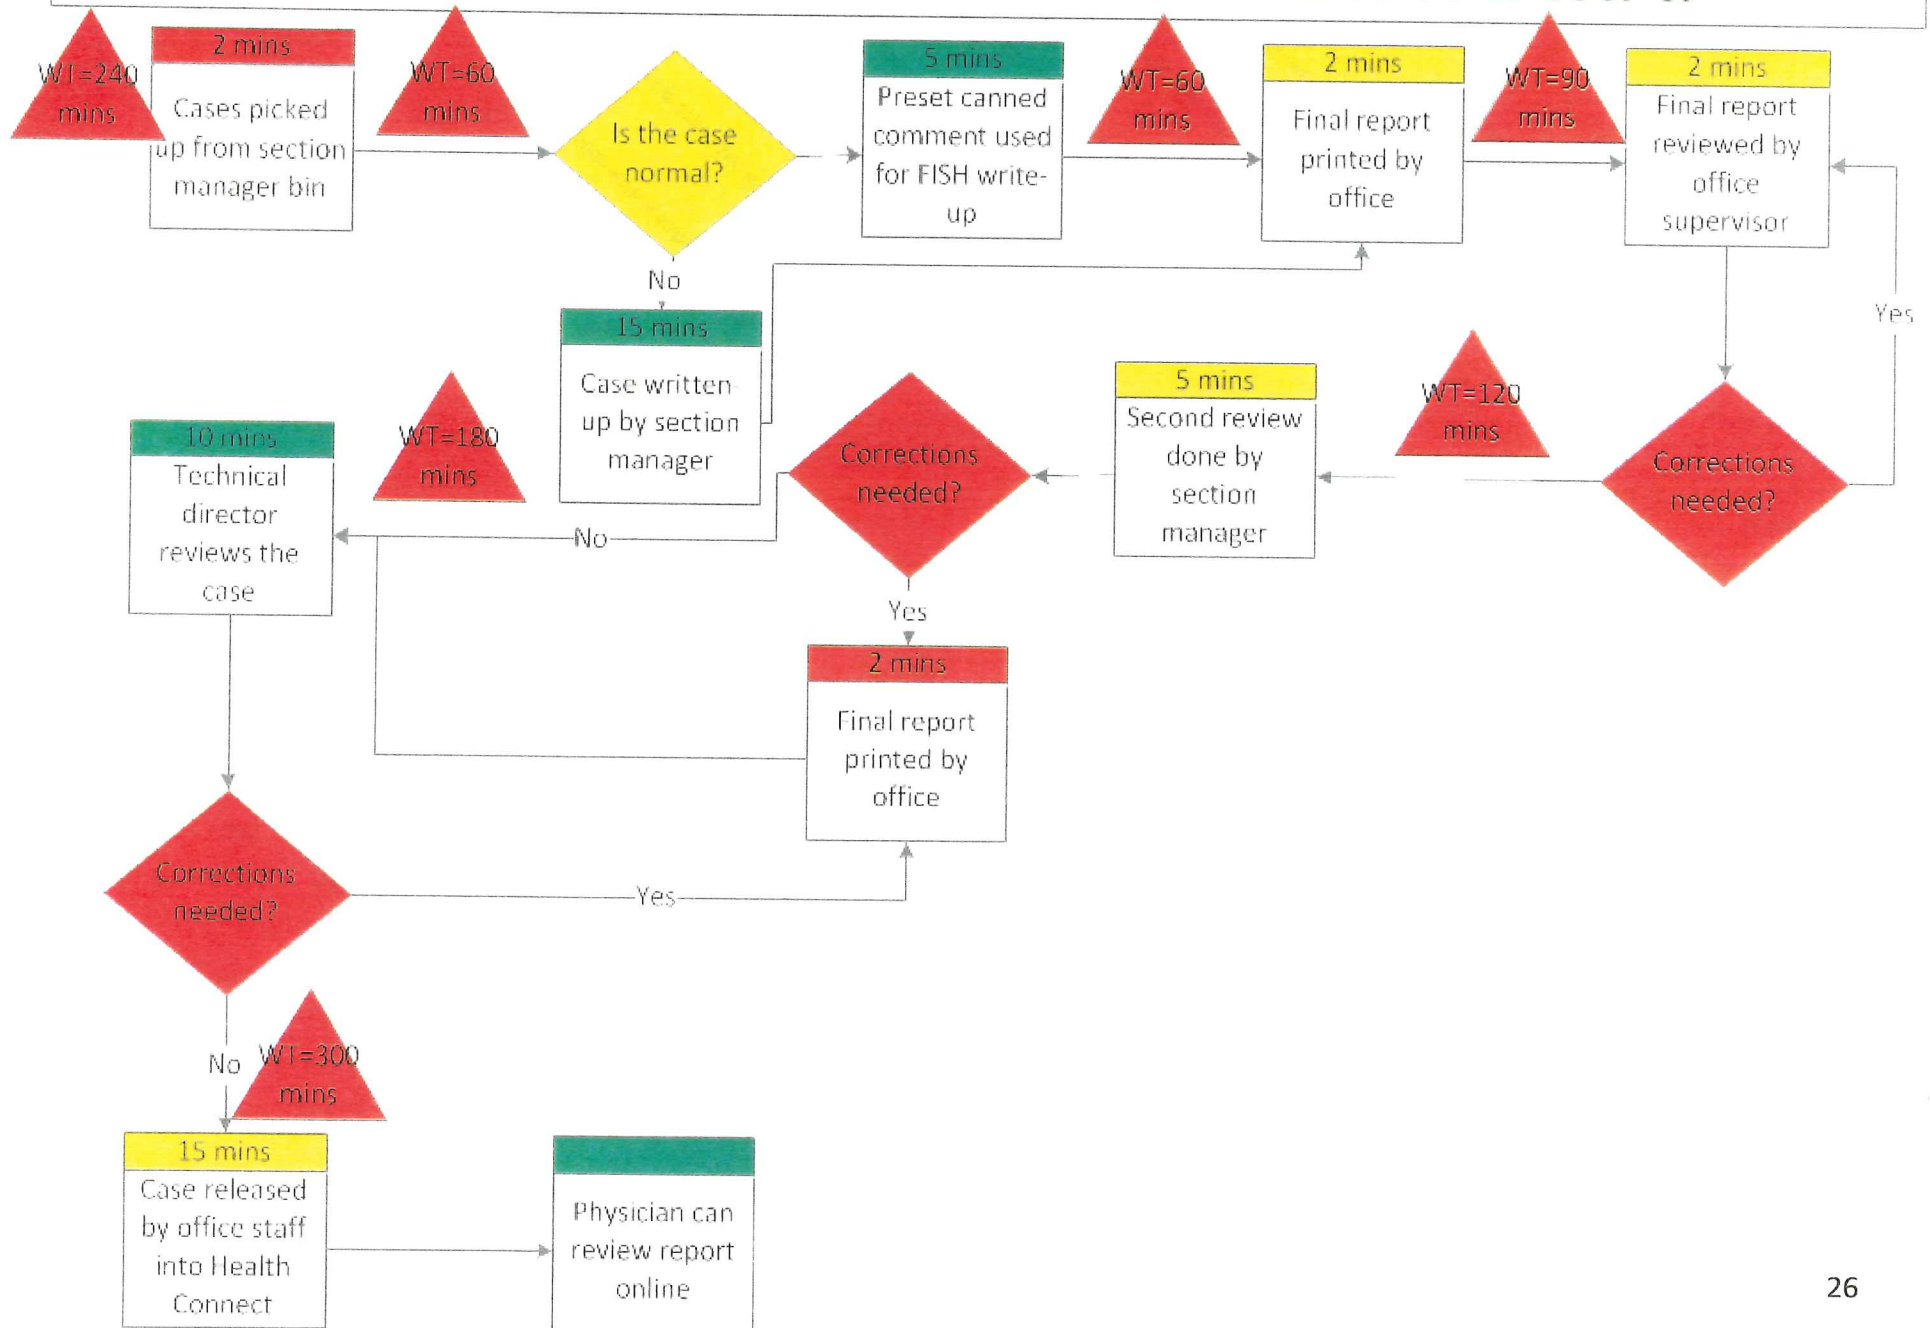 WT=240
mins
2 mins
Cases picked
up from section
manager bin
WT=60
mins
Is the case
normal?
5 mins
Preset canned
comment used
for FISH write-
up
WT=60
mins
2 mins
Final report
printed by
office
WT=90
mins
2 mins
Final report
reviewed by
office
supervisor
No
Yes
15 mins
Case written-
up by section
manager
WT=180
mins
10 mins
Technical
director
reviews the
case
Corrections
needed?
5 mins
Second review
done by
section
manager
WT=120
mins
Corrections
needed?
No
Yes
2 mins
Final report
printed by
office
Corrections
needed?
Yes
No
WT=300
mins
15 mins
Case released
by office staff
into Health
Connect
Physician can
review report
online
26